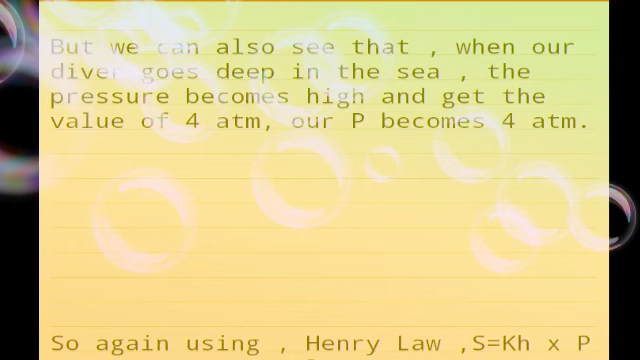 But we can also see that , when our
diver goes deep in the sea , the
pressure becomes high and get the
value of 4 atm, our P becomes 4 atm.
So again using , Henry Law ,S=Kh x P